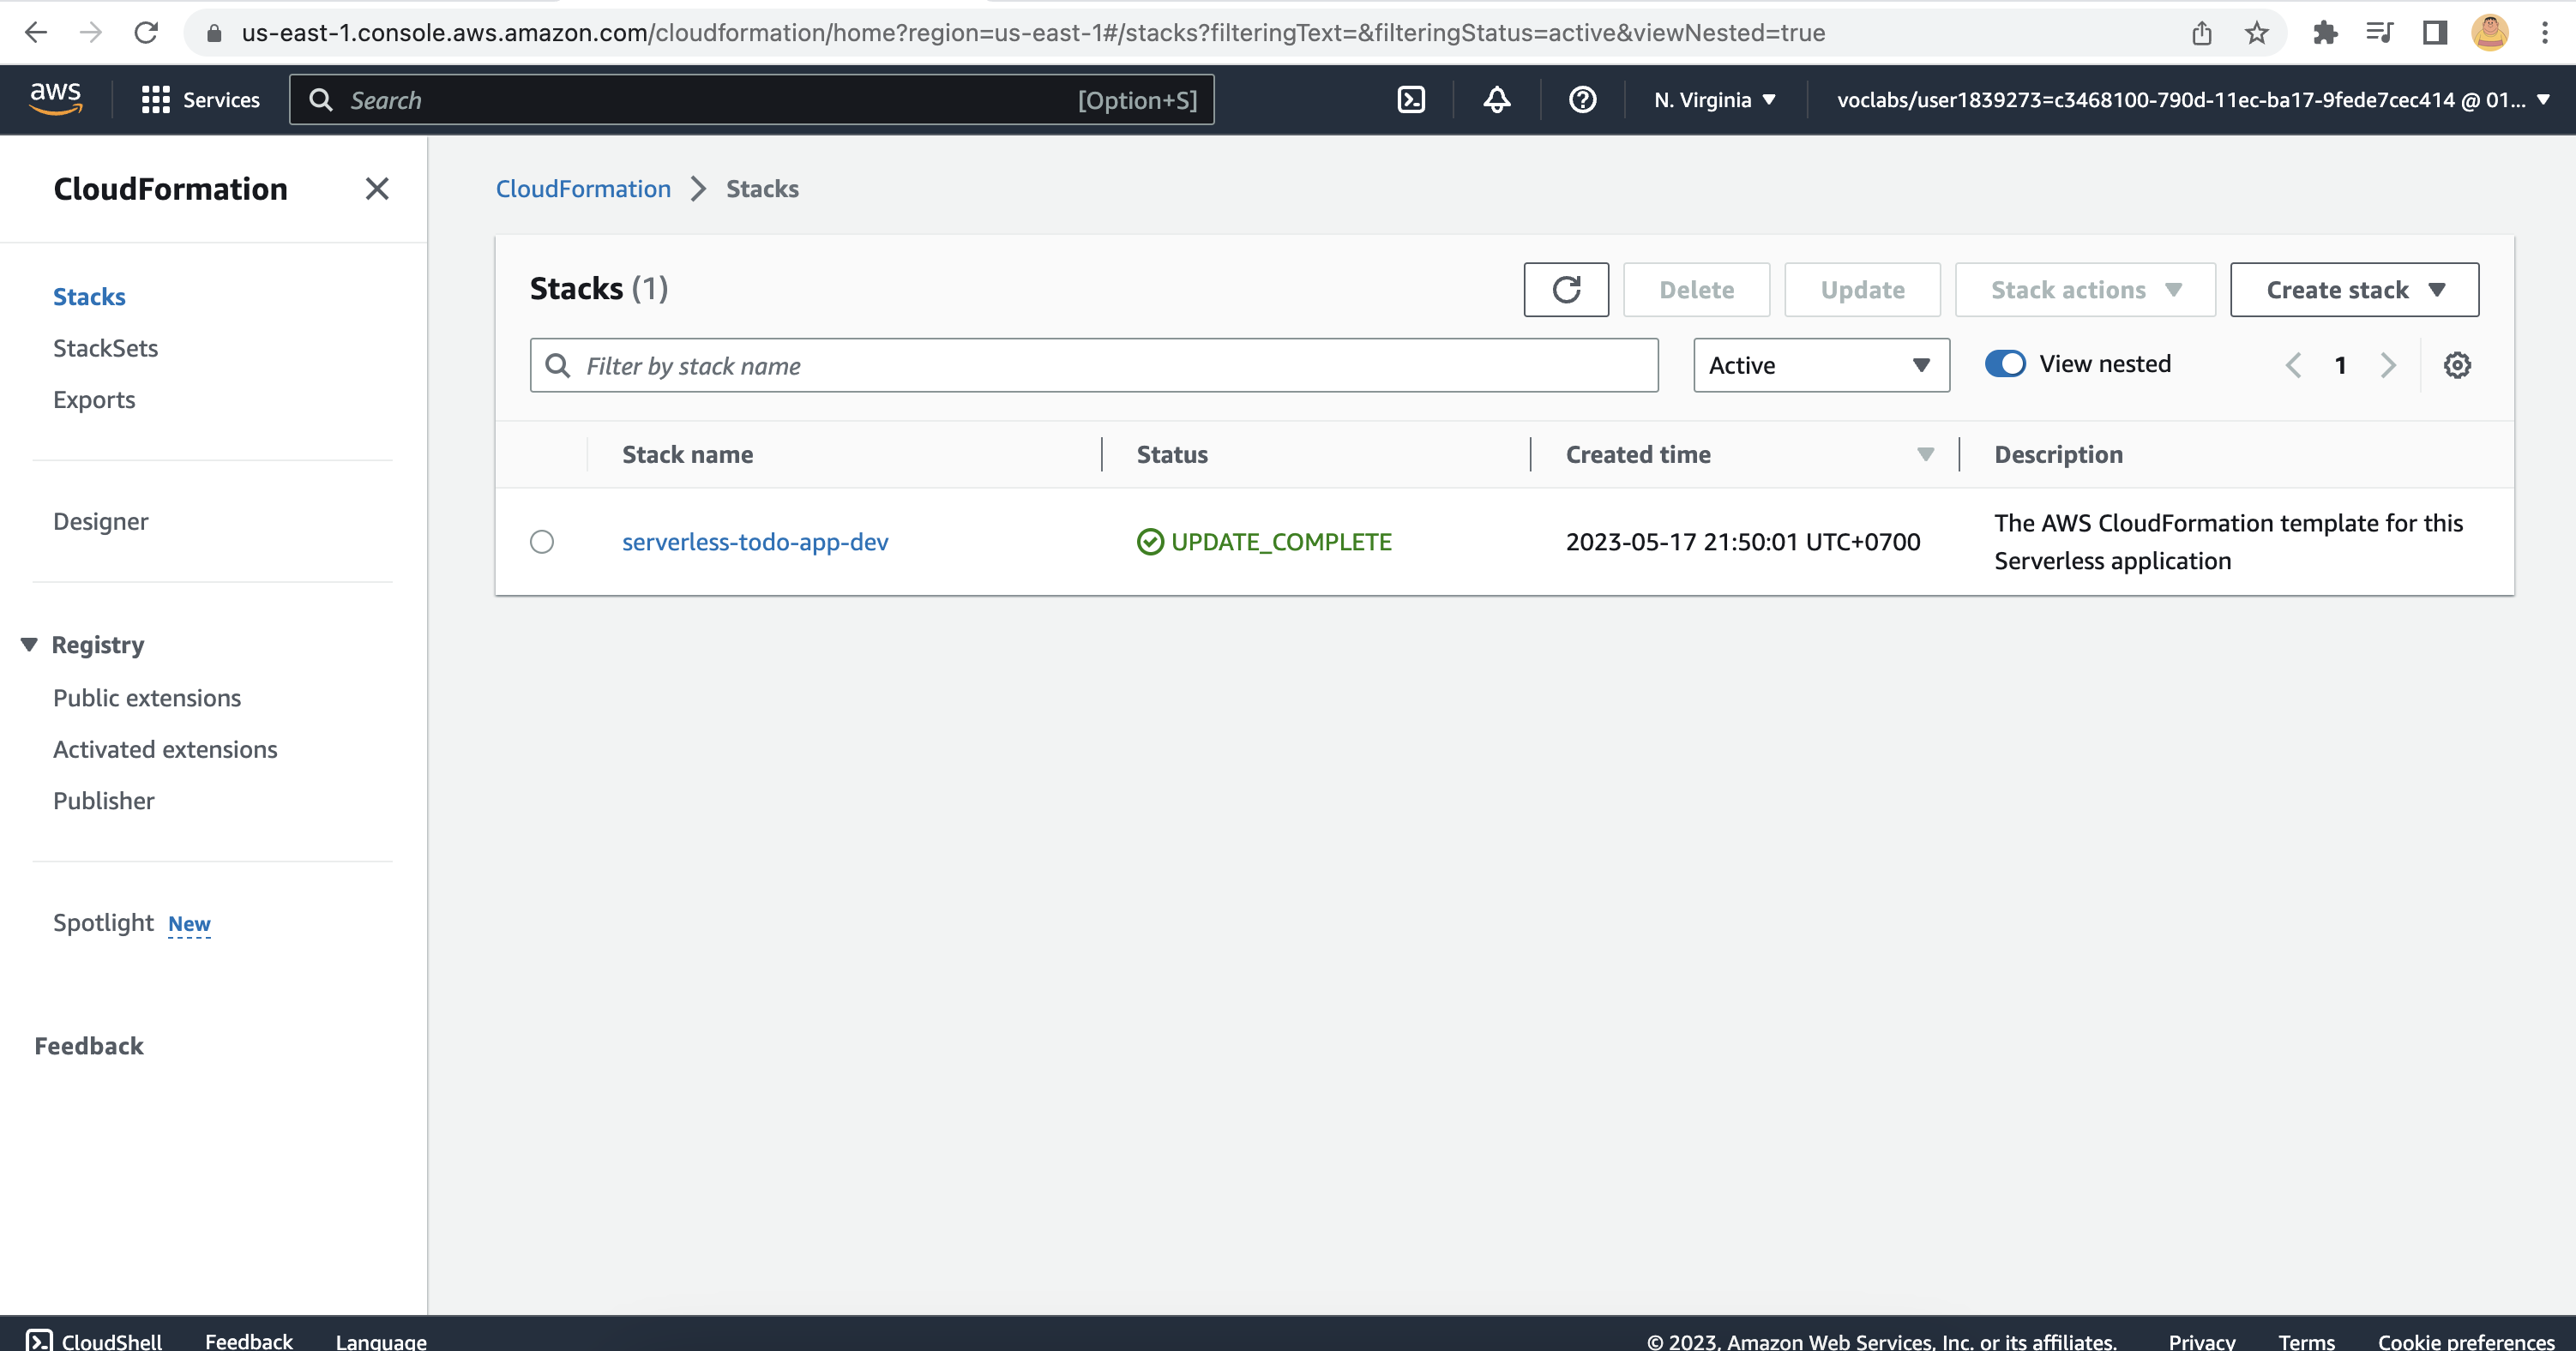 us-east-1.console.aws.amazon.com/cloudformation/home?region=us-east-1#/stacks?filteringText=&filteringStatus=active&viewNested=true
aws
Services
Search
[Option+S]
N. Virginia
voclabs/user1839273=c3468100-790d-11ec-ba17-9fede7cec414 @ 01...
CloudFormation
Stacks
StackSets
Exports
Designer
Registry
Public extensions
Activated extensions
Publisher
Spotlight New
Feedback
CloudFormation > Stacks
Stacks (1)
Delete
Update
Stack actions
Create stack
Filter by stack name
Active
View nested
1
Stack name
Status
Created time
Description
serverless-todo-app-dev
UPDATE_COMPLETE
2023-05-17 21:50:01 UTC+0700
The AWS CloudFormation template for this
Serverless application
CloudShell
Feedback
Language
© 2023, Amazon Web Services, Inc. or its affiliates.
Privacy
Terms
Cookie preferences